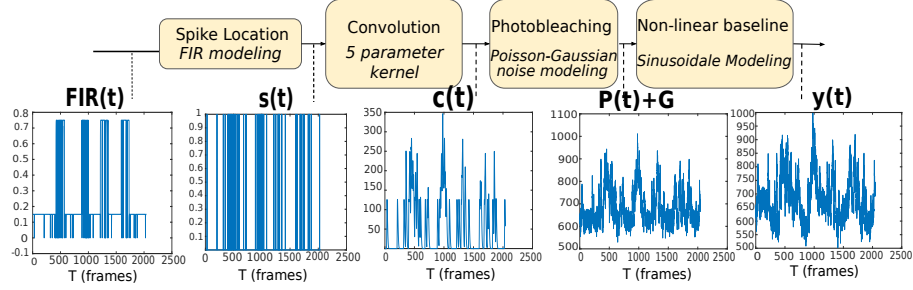 Spike Location
FIR modeling
Convolution
5 parameter
kernel
Photobleaching
Poisson-Gaussian
noise modeling
Non-linear baseline
Sinusoidale Modeling
FIR(t)
0.8
0.7
0.6
0.5
0.4
0.3
0.2
0.1
0
-0.1
0 500 1000 1500 2000 2500
T (frames)
s(t)
1
0.9
0.8
0.7
0.6
0.5
0.4
0.3
0.2
0.1
0 500 1000 1500 2000 2500
T (frames)
c(t)
350
300
250
200
150
100
50
0
0 500 1000 1500 2000 2500
T (frames)
P(t)+G
1100
1000
900
800
700
600
500
0 500 1000 1500 2000 2500
T (frames)
y(t)
1000
950
900
850
800
750
700
650
600
550
500
0 500 1000 1500 2000 2500
T (frames)